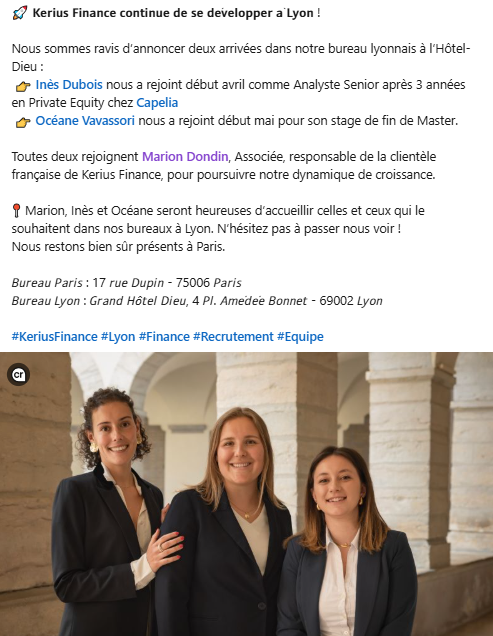 🚀 Kerius Finance continue de se développer à Lyon !
Nous sommes ravis d’annoncer deux arrivées dans notre bureau lyonnais à l’Hôtel-
Dieu :
👉 Inès Dubois nous a rejoint début avril comme Analyste Senior après 3 années
en Private Equity chez Capelia
👉 Océane Vavassori nous a rejoint début mai pour son stage de fin de Master.
Toutes deux rejoignent Marion Dondin, Associée, responsable de la clientèle
française de Kerius Finance, pour poursuivre notre dynamique de croissance.
📍Marion, Inès et Océane seront heureuses d’accueillir celles et ceux qui le
souhaitent dans nos bureaux à Lyon. N’hésitez pas à passer nous voir !
Nous restons bien sûr présents à Paris.
Bureau Paris : 17 rue Dupin - 75006 Paris
Bureau Lyon : Grand Hôtel Dieu, 4 Pl. Amédée Bonnet - 69002 Lyon
#KeriusFinance #Lyon #Finance #Recrutement #Equipe
cr